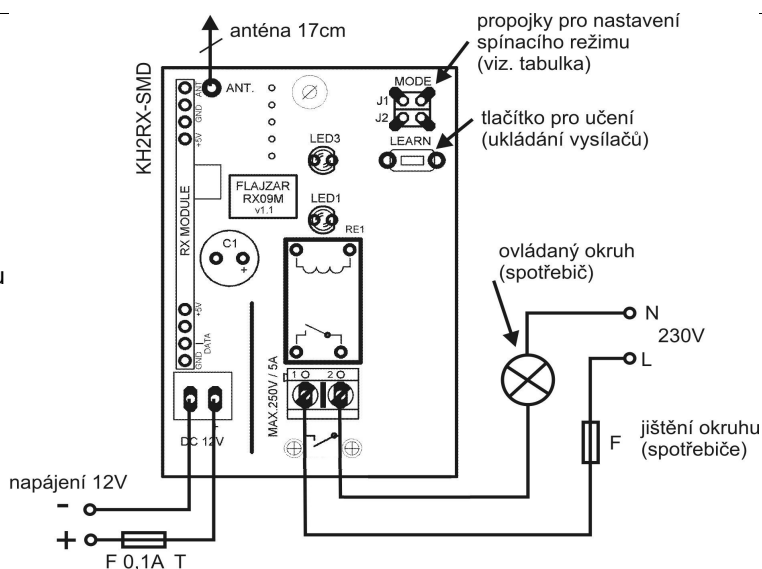 anténa 17cm
propojky pro nastavení
spínacího režimu
(viz. tabulka)
KH2RX-SMD
ANT
GND
+5V
ANT.
MODE
J1
J2
LEARN
tlačítko pro učení
(ukládání vysílačů)
LED3
FLAJZAR
RX09M
v1.1
LED1
RX MODULE
C1
+
RE1
ovládaný okruh
(spotřebič)
u
+5V
DATA
GND
N
230V
L
MAX.250V / 5A
1
2
jištění okruhu
(spotřebiče)
F
DC 12V
+
napájení 12V
-
+
F 0,1A T